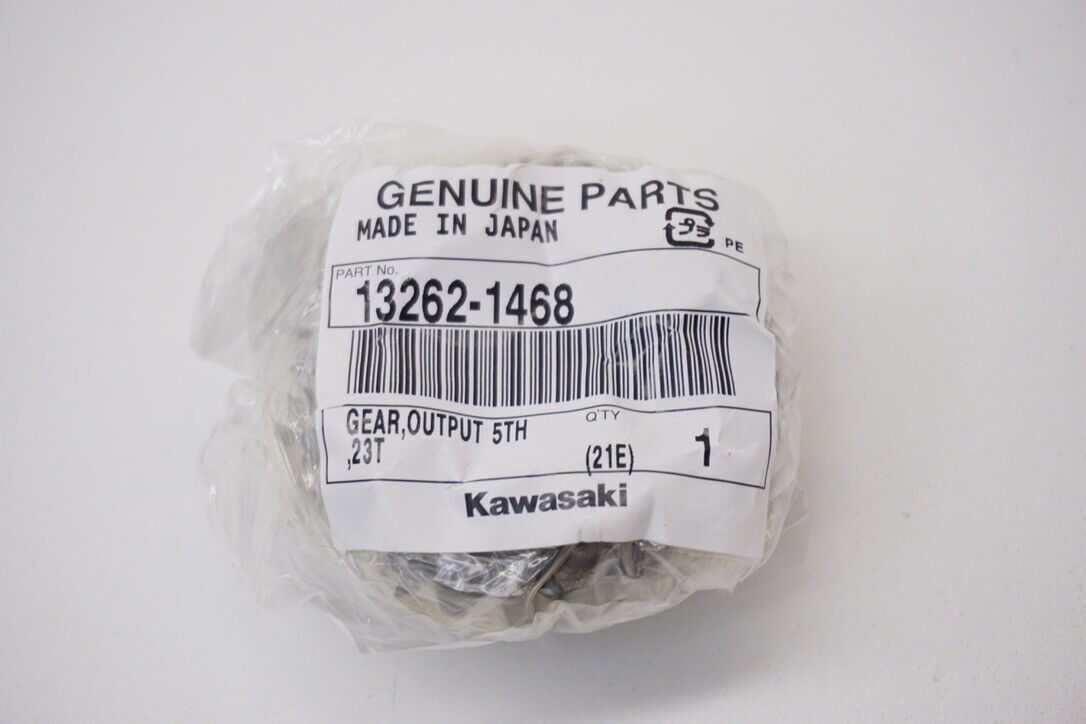 GENUINE PARTS
MADE IN JAPAN
PE
PART No.
13262-1468
GEAR,OUTPUT 5TH
,23T
Q'TY
(21E) 1
Kawasaki